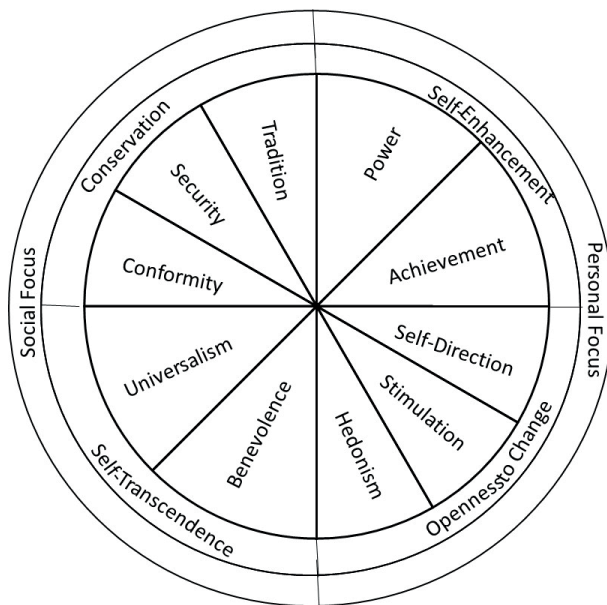 Social Focus
Personal Focus
Conservation
Self-Enhancement
Self-Transcendence
Opennessto Change
Tradition
Power
Security
Achievement
Conformity
Self-Direction
Universalism
Stimulation
Benevolence
Hedonism